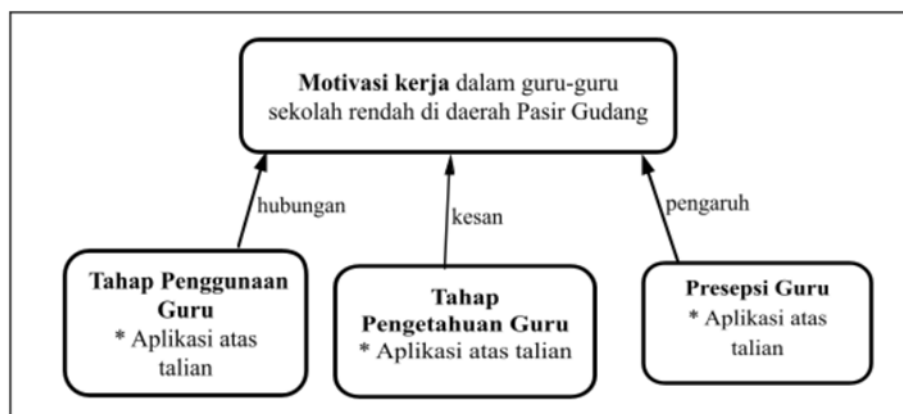 Motivasi kerja dalam guru-guru
sekolah rendah di daerah Pasir Gudang
hubungan
kesan
pengaruh
Tahap Penggunaan
Guru
* Aplikasi atas
talian
Tahap
Pengetahuan Guru
* Aplikasi atas talian
Presepsi Guru
* Aplikasi atas
talian